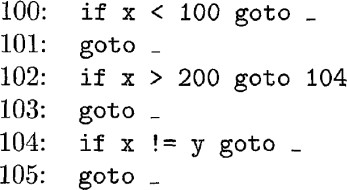 100: if x < 100 goto _
101: goto _
102: if x > 200 goto 104
103: goto _
104: if x != y goto _
105: goto _